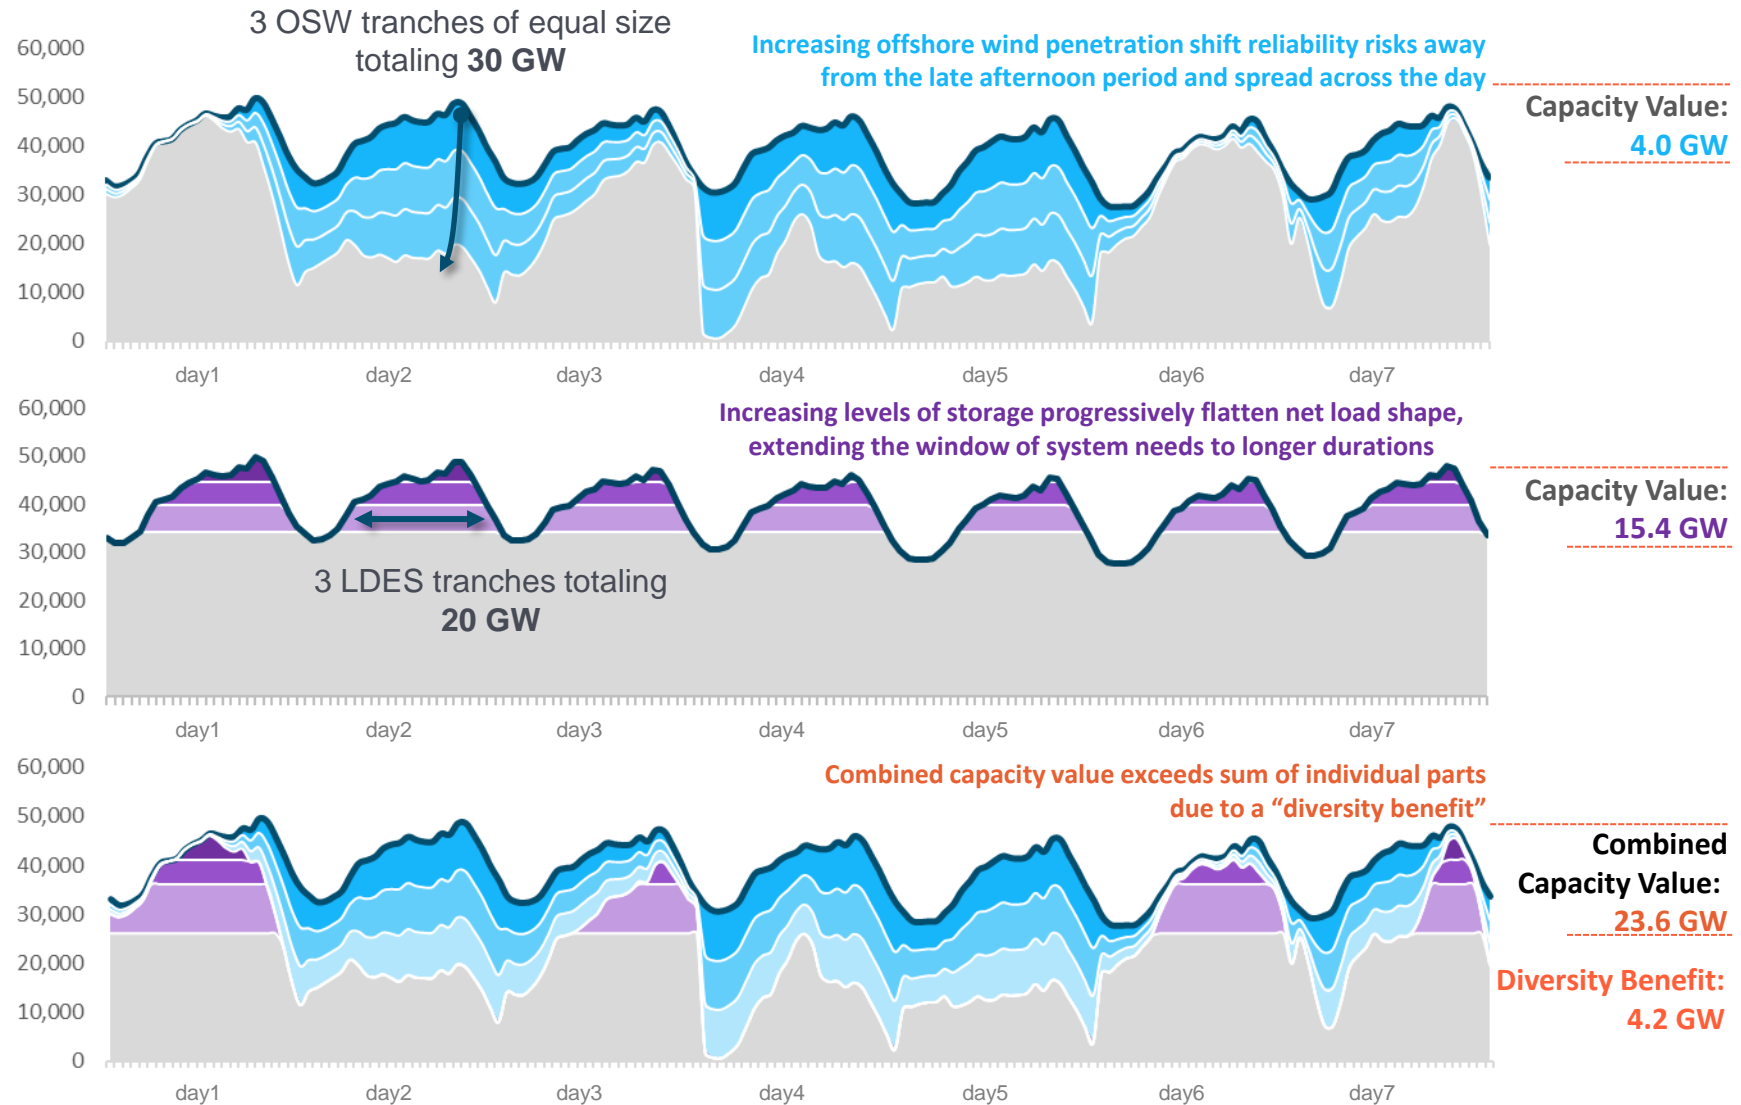 3 OSW tranches of equal size
totaling 30 GW
Increasing offshore wind penetration shift reliability risks away
from the late afternoon period and spread across the day
60,000
50,000
40,000
30,000
20,000
10,000
0
Capacity Value:
4.0 GW
day1 day2 day3 day4 day5 day6 day7
Increasing levels of storage progressively flatten net load shape,
extending the window of system needs to longer durations
60,000
50,000
40,000
30,000
20,000
10,000
0
Capacity Value:
15.4 GW
3 LDES tranches totaling
20 GW
day1 day2 day3 day4 day5 day6 day7
Combined capacity value exceeds sum of individual parts
due to a “diversity benefit”
60,000
50,000
40,000
30,000
20,000
10,000
0
Combined
Capacity Value:
23.6 GW
Diversity Benefit:
4.2 GW
day1 day2 day3 day4 day5 day6 day7